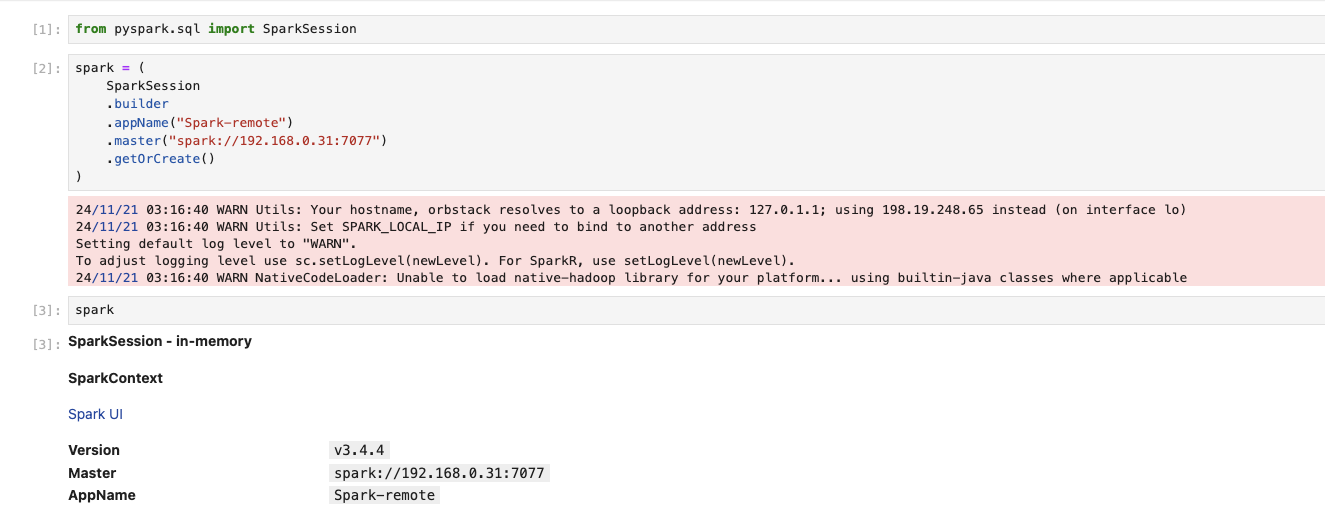 [1]: from pyspark.sql import SparkSession
[2]: spark = (
    SparkSession
    .builder
    .appName("Spark-remote")
    .master("spark://192.168.0.31:7077")
    .getOrCreate()
)
24/11/21 03:16:40 WARN Utils: Your hostname, orbstack resolves to a loopback address: 127.0.1.1; using 198.19.248.65 instead (on interface lo)
24/11/21 03:16:40 WARN Utils: Set SPARK_LOCAL_IP if you need to bind to another address
Setting default log level to "WARN".
To adjust logging level use sc.setLogLevel(newLevel). For SparkR, use setLogLevel(newLevel).
24/11/21 03:16:40 WARN NativeCodeLoader: Unable to load native-hadoop library for your platform... using builtin-java classes where applicable
[3]: spark
[3]: SparkSession - in-memory
SparkContext
Spark UI
Version v3.4.4
Master spark://192.168.0.31:7077
AppName Spark-remote